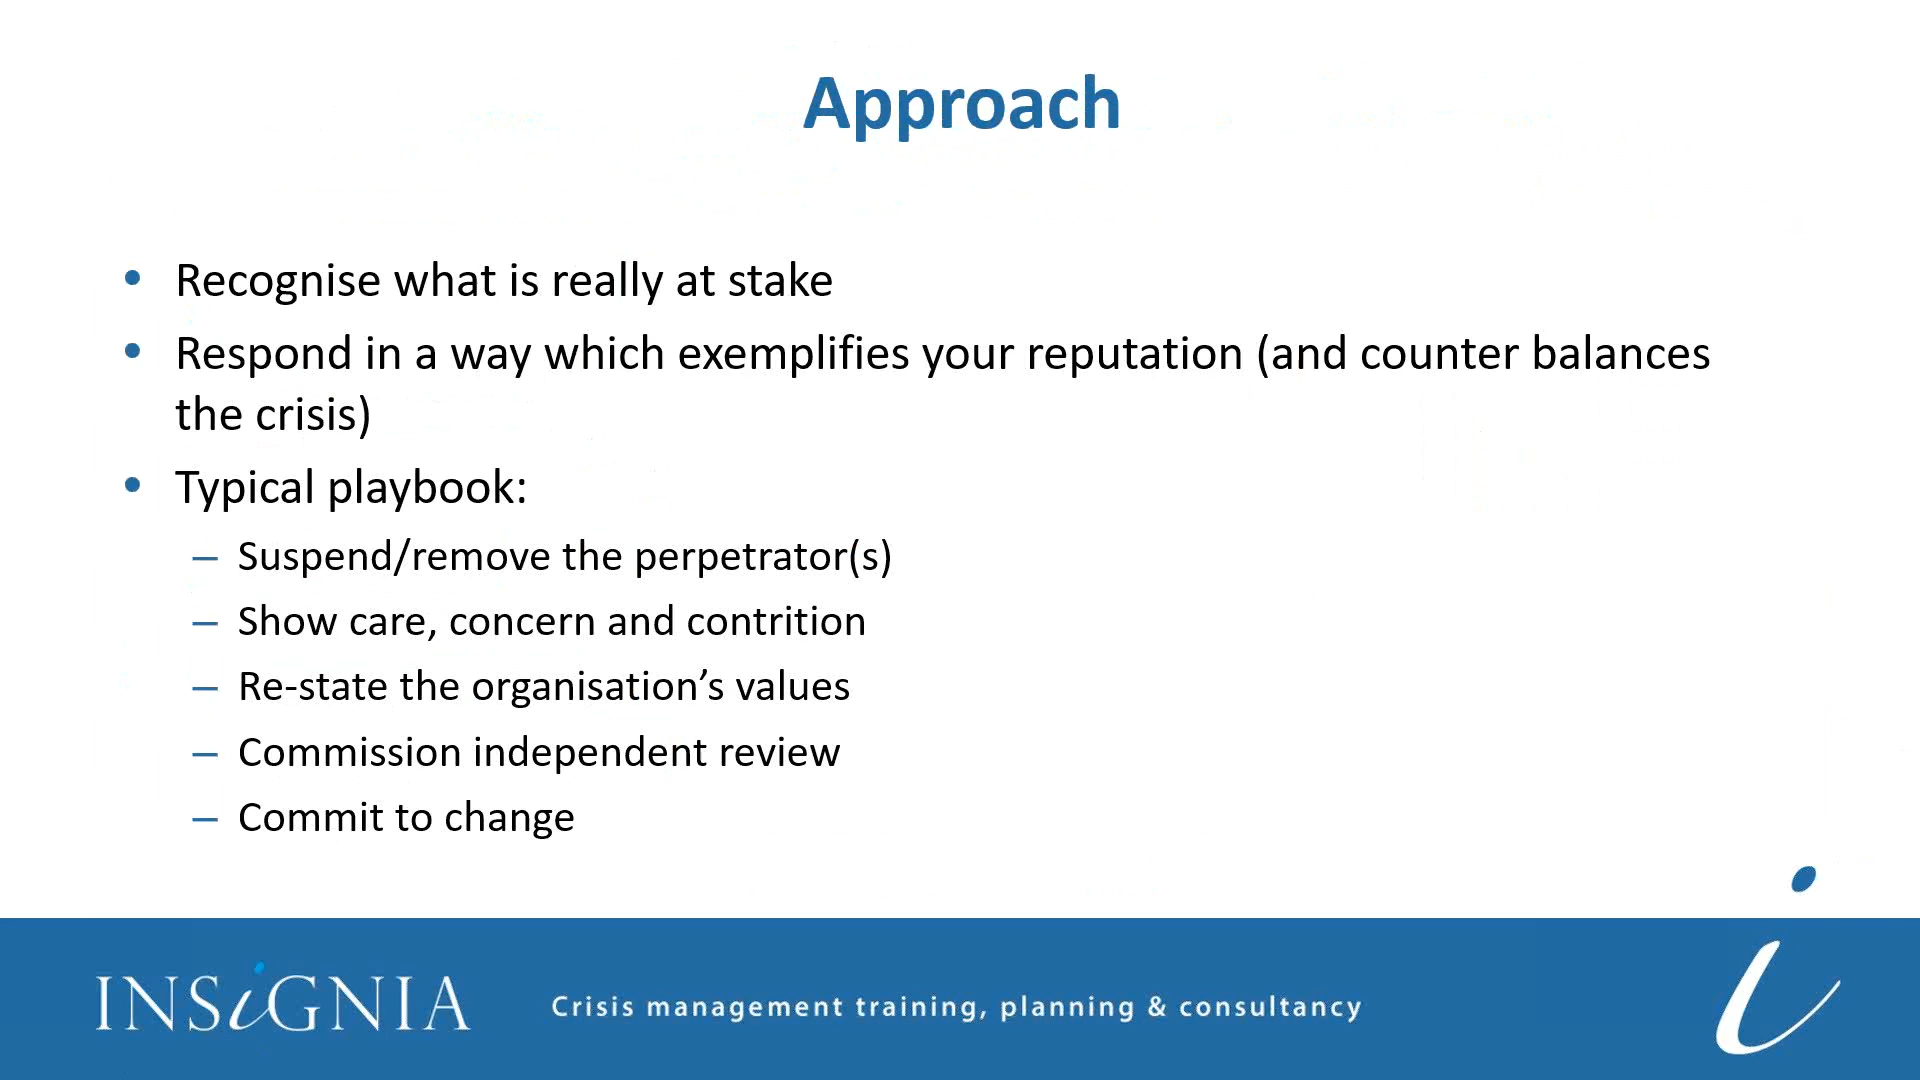 Approach
• Recognise what is really at stake
• Respond in a way which exemplifies your reputation (and counter balances
the crisis)
• Typical playbook:
– Suspend/remove the perpetrator(s)
– Show care, concern and contrition
– Re-state the organisation’s values
– Commission independent review
– Commit to change
INSiGNIA
Crisis management training, planning & consultancy
i